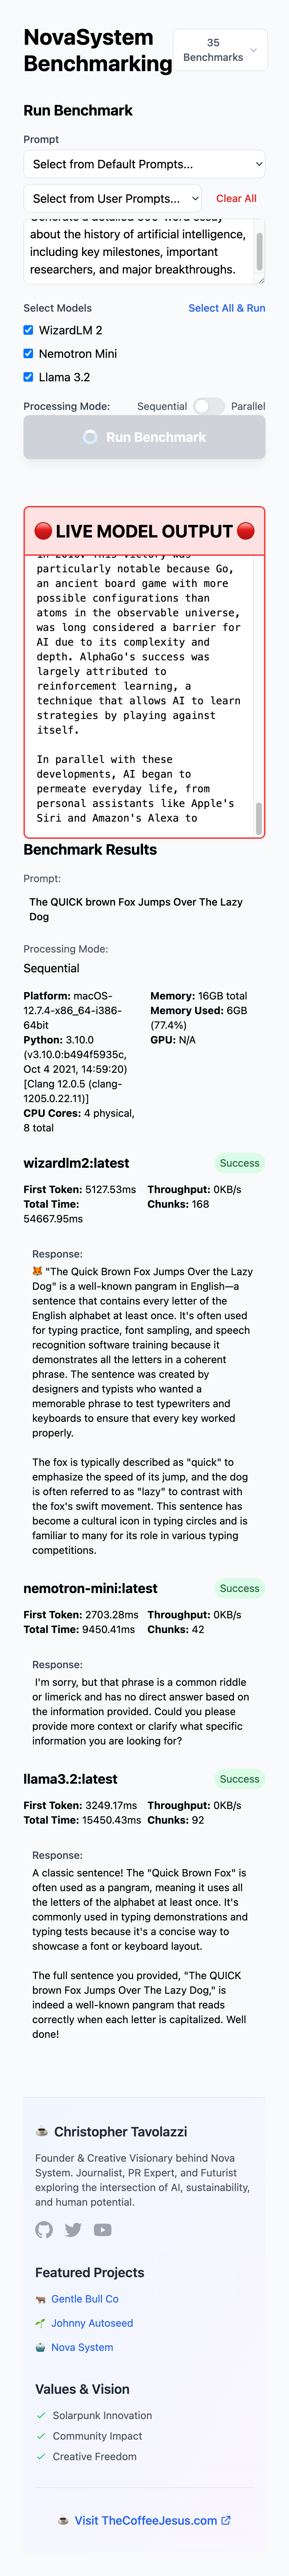 NovaSystem
Benchmarking
35
Benchmarks
Run Benchmark
Prompt
Select from Default Prompts...
Select from User Prompts...
Clear All
Generate a detailed 500-word essay
about the history of artificial intelligence,
including key milestones, important
researchers, and major breakthroughs.
Select Models
Select All & Run
WizardLM 2
Nemotron Mini
Llama 3.2
Processing Mode:
Sequential
Parallel
Run Benchmark
🔴 LIVE MODEL OUTPUT 🔴
in 2016. This victory was
particularly notable because Go,
an ancient board game with more
possible configurations than
atoms in the observable universe,
was long considered a barrier for
AI due to its complexity and
depth. AlphaGo's success was
largely attributed to
reinforcement learning, a
technique that allows AI to learn
strategies by playing against
itself.
In parallel with these
developments, AI began to
permeate everyday life, from
personal assistants like Apple's
Siri and Amazon's Alexa to
Benchmark Results
Prompt:
The QUICK brown Fox Jumps Over The Lazy
Dog
Processing Mode:
Sequential
Platform: macOS-
12.7.4-x86_64-i386-
64bit
Python: 3.10.0
(v3.10.0:b494f5935c,
Oct 4 2021, 14:59:20)
[Clang 12.0.5 (clang-
1205.0.22.11)]
CPU Cores: 4 physical,
8 total
Memory: 16GB total
Memory Used: 6GB
(77.4%)
GPU: N/A
wizardlm2:latest
Success
First Token: 5127.53ms
Total Time:
54667.95ms
Throughput: 0KB/s
Chunks: 168
Response:
🦊 "The Quick Brown Fox Jumps Over the Lazy
Dog" is a well-known pangram in English—a
sentence that contains every letter of the
English alphabet at least once. It's often used
for typing practice, font sampling, and speech
recognition software training because it
demonstrates all the letters in a coherent
phrase. The sentence was created by
designers and typists who wanted a
memorable phrase to test typewriters and
keyboards to ensure that every key worked
properly.
The fox is typically described as "quick" to
emphasize the speed of its jump, and the dog
is often referred to as "lazy" to contrast with
the fox's swift movement. This sentence has
become a cultural icon in typing circles and is
familiar to many for its role in various typing
competitions.
nemotron-mini:latest
Success
First Token: 2703.28ms
Total Time: 9450.41ms
Throughput: 0KB/s
Chunks: 42
Response:
I'm sorry, but that phrase is a common riddle
or limerick and has no direct answer based on
the information provided. Could you please
provide more context or clarify what specific
information you are looking for?
llama3.2:latest
Success
First Token: 3249.17ms
Total Time: 15450.43ms
Throughput: 0KB/s
Chunks: 92
Response:
A classic sentence! The "Quick Brown Fox" is
often used as a pangram, meaning it uses all
the letters of the alphabet at least once. It's
commonly used in typing demonstrations and
typing tests because it's a concise way to
showcase a font or keyboard layout.
The full sentence you provided, "The QUICK
brown Fox Jumps Over The Lazy Dog," is
indeed a well-known pangram that reads
correctly when each letter is capitalized. Well
done!
☕ Christopher Tavolazzi
Founder & Creative Visionary behind Nova
System. Journalist, PR Expert, and Futurist
exploring the intersection of AI, sustainability,
and human potential.
Featured Projects
🐂 Gentle Bull Co
🌱 Johnny Autoseed
🤖 Nova System
Values & Vision
✓ Solarpunk Innovation
✓ Community Impact
✓ Creative Freedom
☕ Visit TheCoffeeJesus.com